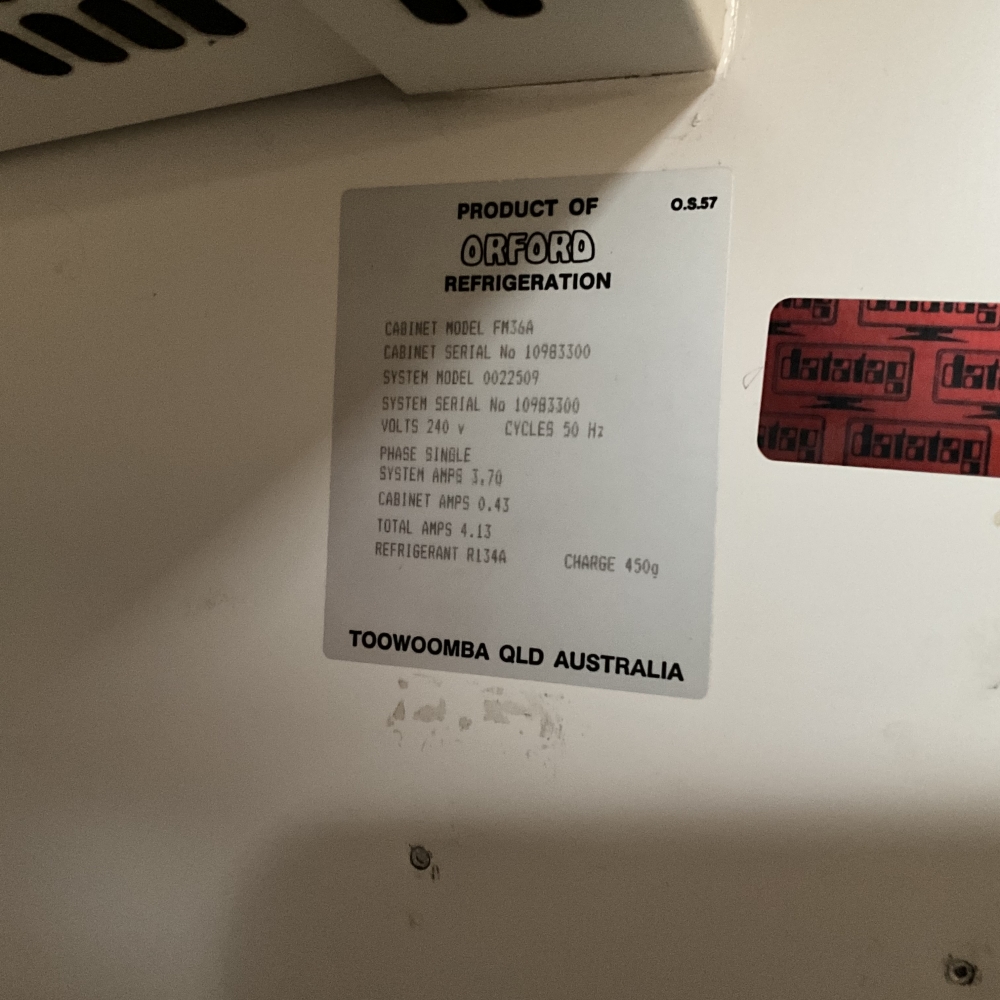 PRODUCT OF
O.S.57
ORFORD
REFRIGERATION
CABINET MODEL FM36A
CABINET SERIAL No 10983300
SYSTEM MODEL 0022509
SYSTEM SERIAL No 10983300
VOLTS 240 v CYCLES 50 Hz
PHASE SINGLE
SYSTEM AMPS 3.70
CABINET AMPS 0.43
TOTAL AMPS 4.13
REFRIGERANT R134A CHARGE 450g
TOOWOOMBA QLD AUSTRALIA
datatag
datatag